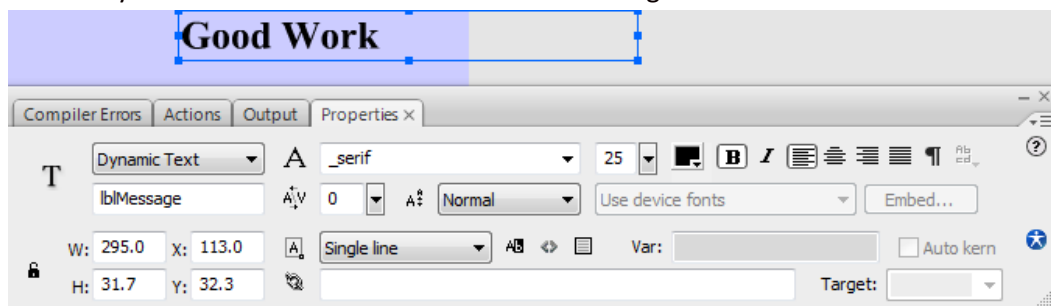 Good Work
Compiler Errors Actions Output Properties ×
T Dynamic Text A _serif 25 B I ¶
lblMessage A V 0 A Normal Use device fonts Embed...
W: 295.0 X: 113.0 A Single line AB <> Var: Auto kern
H: 31.7 Y: 32.3 Target: